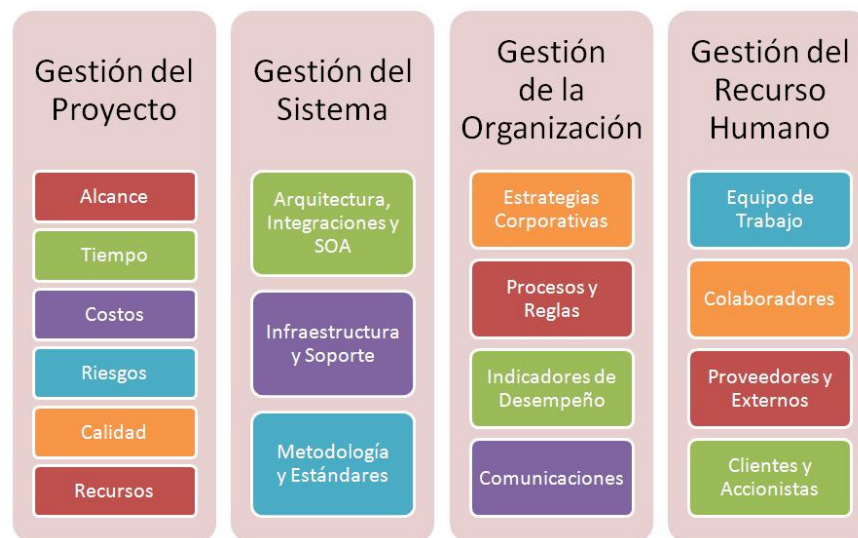 Gestión del
Proyecto
Alcance
Tiempo
Costos
Riesgos
Calidad
Recursos
Gestión del
Sistema
Arquitectura,
Integraciones y
SOA
Infraestructura
y Soporte
Metodología
y Estándares
Gestión
de la
Organización
Estrategias
Corporativas
Procesos y
Reglas
Indicadores de
Desempeño
Comunicaciones
Gestión del
Recurso
Humano
Equipo de
Trabajo
Colaboradores
Proveedores y
Externos
Clientes y
Accionistas